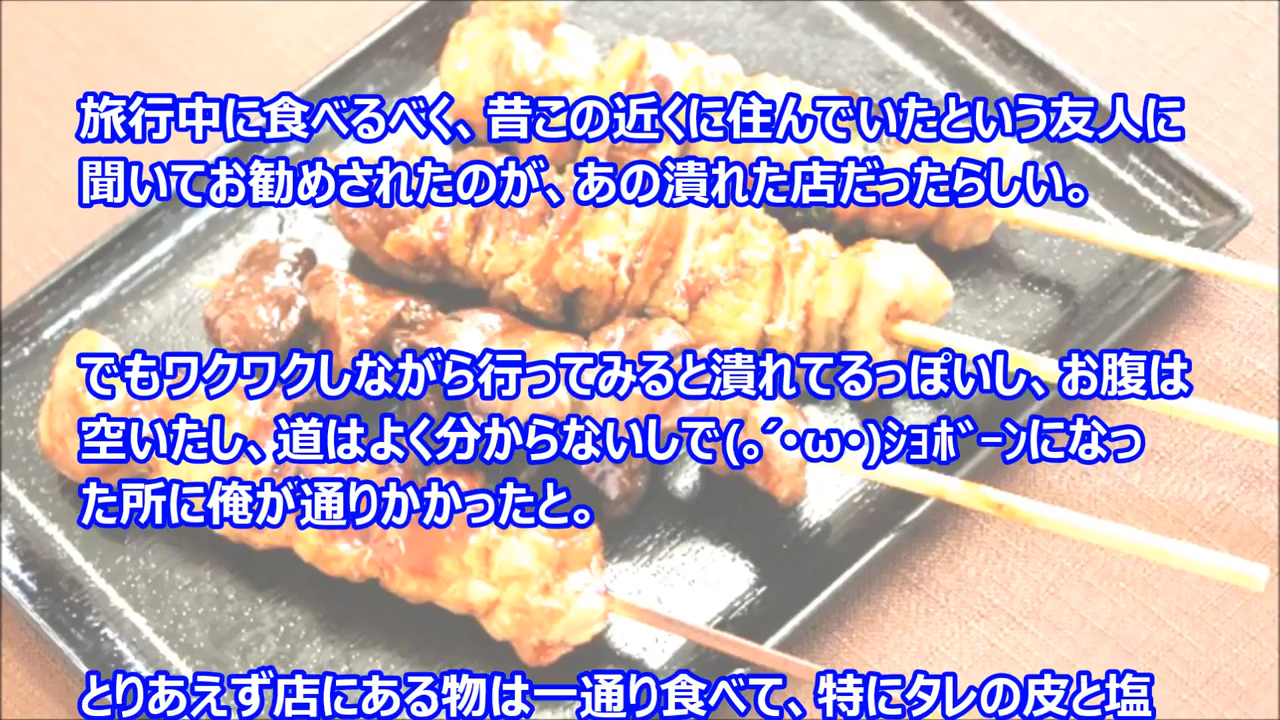 旅行中に食べるべく、昔この近くに住んでいたという友人に
聞いてお勧めされたのが、あの潰れた店だったらしい。
でもワクワクしながら行ってみると潰れてるっぽいし、お腹は
空いたし、道はよく分からないしで(｡´･ω･)ｼｮﾎﾞｰﾝになっ
た所に俺が通りかかったと。
とりあえず店にある物は一通り食べて、特にタレの皮と塩